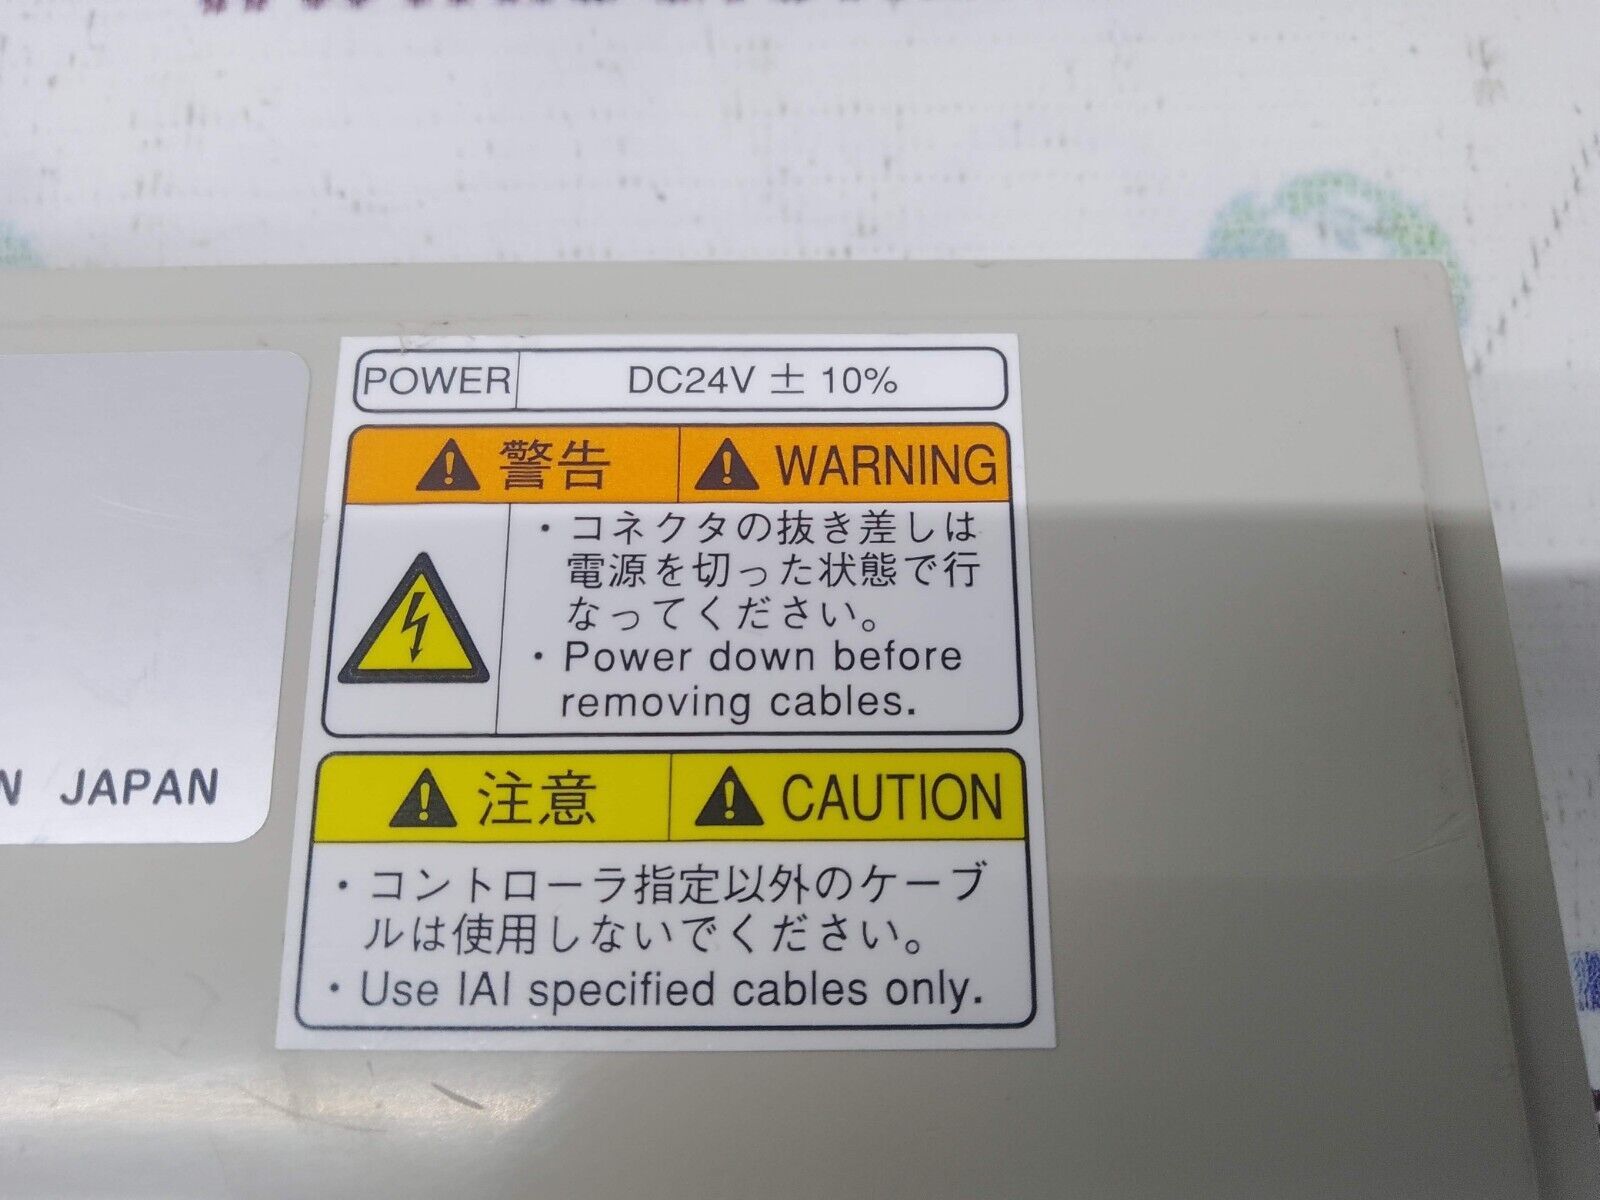 POWER DC24V ± 10%
警告 WARNING
・コネクタの抜き差しは
電源を切った状態で行
なってください。
・Power down before
removing cables.
N JAPAN
注意 CAUTION
・コントローラ指定以外のケーブ
ルは使用しないでください。
・Use IAI specified cables only.